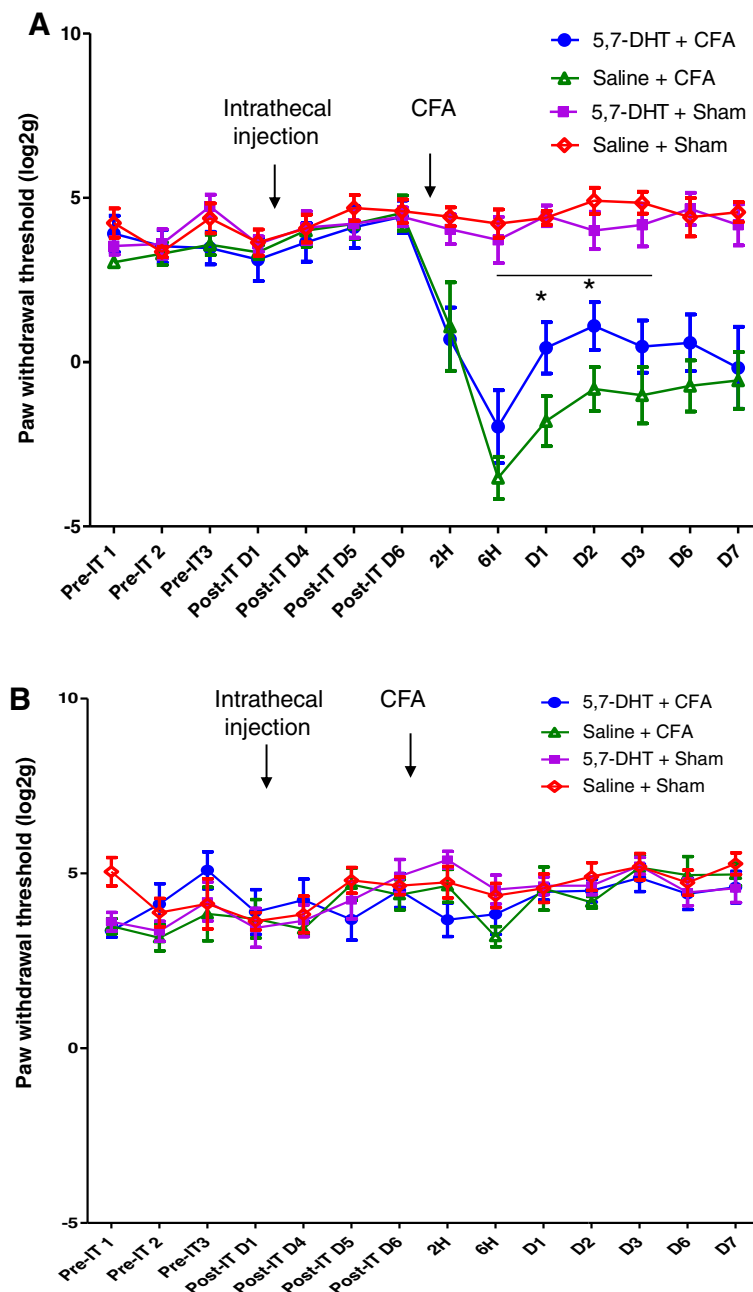 A
10
5
0
-5
Paw withdrawal threshold (log2g)
Intrathecal
injection
CFA
5,7-DHT + CFA
Saline + CFA
5,7-DHT + Sham
Saline + Sham
*
*
Pre-IT 1
Pre-IT 2
Pre-IT3
Post-IT D1
Post-IT D4
Post-IT D5
Post-IT D6
2H
6H
D1
D2
D3
D6
D7
B
10
5
0
-5
Paw withdrawal threshold (log2g)
Intrathecal
injection
CFA
5,7-DHT + CFA
Saline + CFA
5,7-DHT + Sham
Saline + Sham
Pre-IT 1
Pre-IT 2
Pre-IT3
Post-IT D1
Post-IT D4
Post-IT D5
Post-IT D6
2H
6H
D1
D2
D3
D6
D7